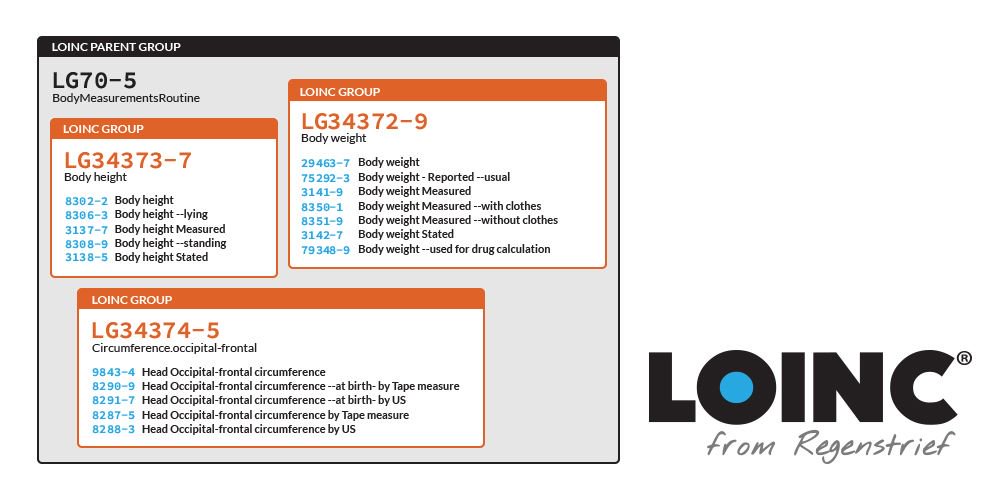 LOINC PARENT GROUP
LG70-5
BodyMeasurementsRoutine
LOINC GROUP
LG34373-7
Body height
8302-2 Body height
8306-3 Body height --lying
3137-7 Body height Measured
8308-9 Body height --standing
3138-5 Body height Stated
LOINC GROUP
LG34372-9
Body weight
29463-7 Body weight
75292-3 Body weight - Reported --usual
3141-9 Body weight Measured
8350-1 Body weight Measured --with clothes
8351-9 Body weight Measured --without clothes
3142-7 Body weight Stated
79348-9 Body weight --used for drug calculation
LOINC GROUP
LG34374-5
Circumference.occipital-frontal
9843-4 Head Occipital-frontal circumference
8290-9 Head Occipital-frontal circumference --at birth- by Tape measure
8291-7 Head Occipital-frontal circumference --at birth- by US
8287-5 Head Occipital-frontal circumference by Tape measure
8288-3 Head Occipital-frontal circumference by US
LOINC®
from Regenstrief